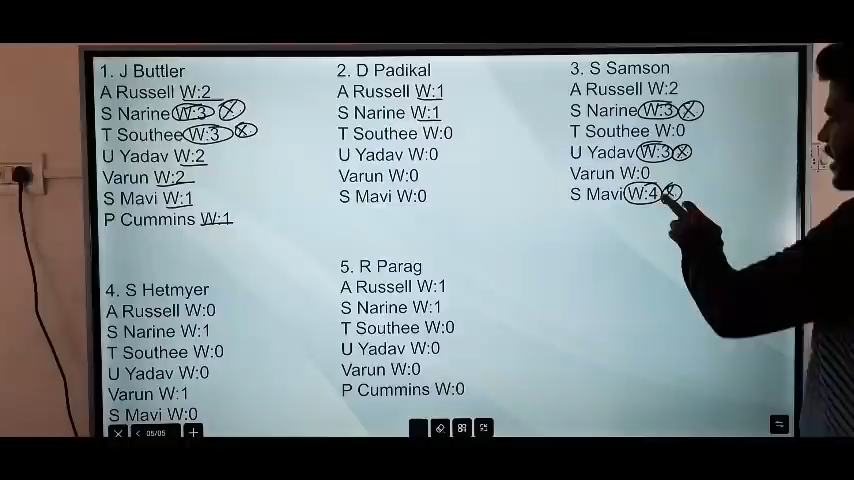 1. J Buttler
A Russell W:2
S Narine W:3 X
T Southee W:3 X
U Yadav W:2
Varun W:2
S Mavi W:1
P Cummins W:1
2. D Padikal
A Russell W:1
S Narine W:1
T Southee W:0
U Yadav W:0
Varun W:0
S Mavi W:0
3. S Samson
A Russell W:2
S Narine W:3 X
T Southee W:0
U Yadav W:3 X
Varun W:0
S Mavi W:4 X
4. S Hetmyer
A Russell W:0
S Narine W:1
T Southee W:0
U Yadav W:0
Varun W:1
S Mavi W:0
5. R Parag
A Russell W:1
S Narine W:1
T Southee W:0
U Yadav W:0
Varun W:0
P Cummins W:0
05/05